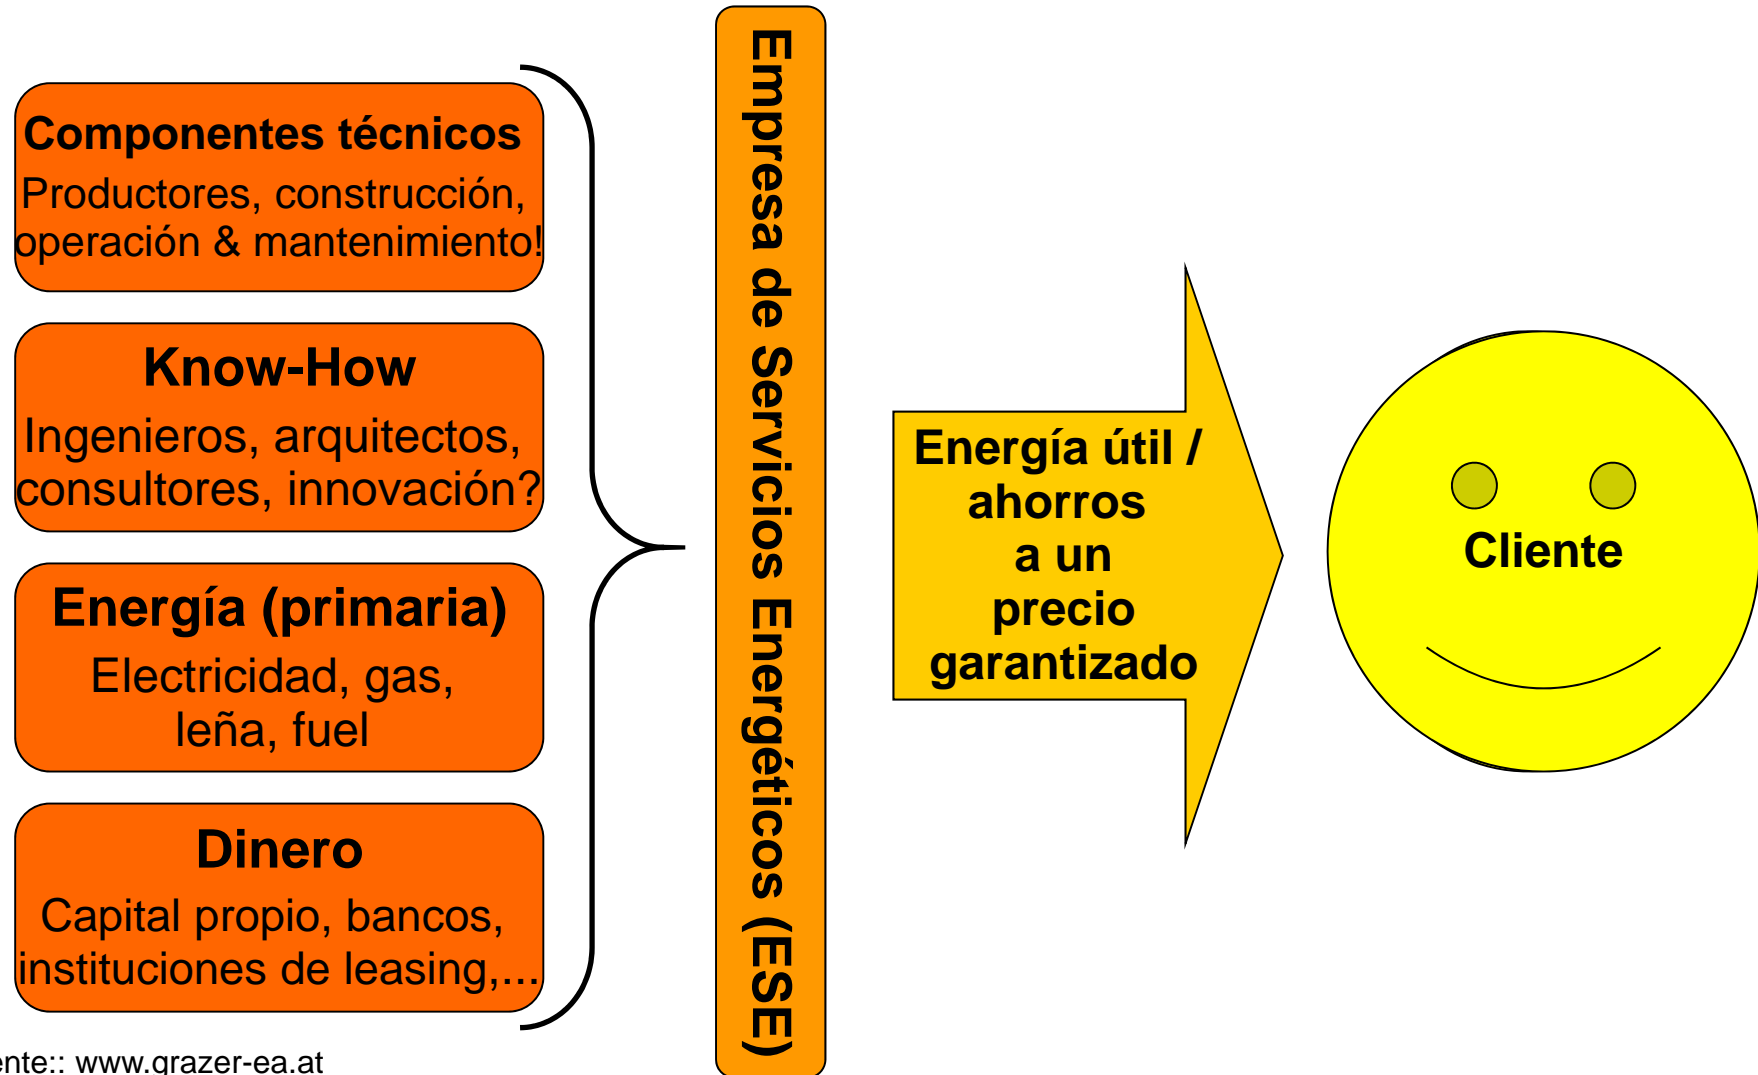 Componentes técnicos
Productores, construcción,
operación & mantenimiento!
Know-How
Ingenieros, arquitectos,
consultores, innovación?
Energía (primaria)
Electricidad, gas,
leña, fuel
Dinero
Capital propio, bancos,
instituciones de leasing,...
Empresa de Servicios Energéticos (ESE)
Energía útil /
ahorros
a un
precio
garantizado
Cliente
ente:: www.grazer-ea.at